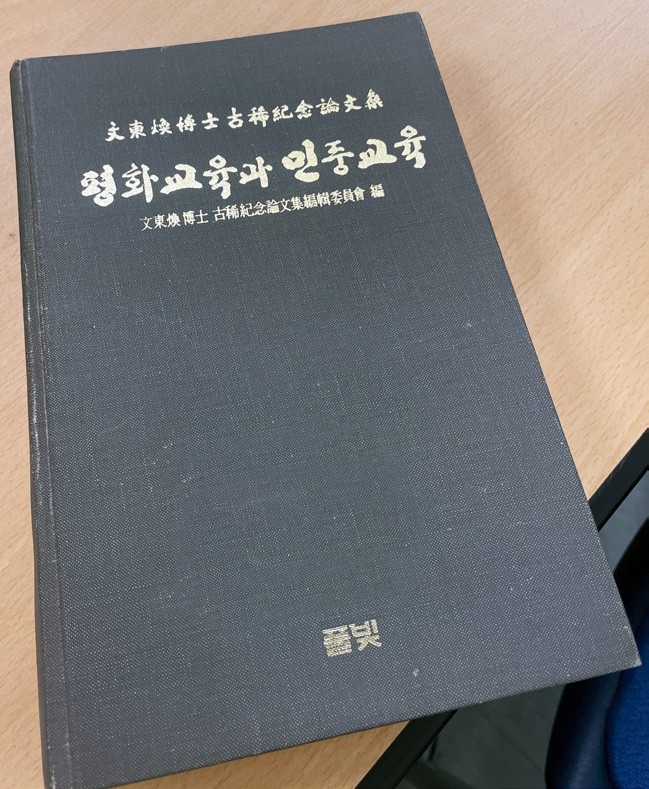 文東煥博士古稀紀念論文集
평화교육과 민중교육
文東煥博士 古稀紀念論文集編輯委員會 編
풀빛